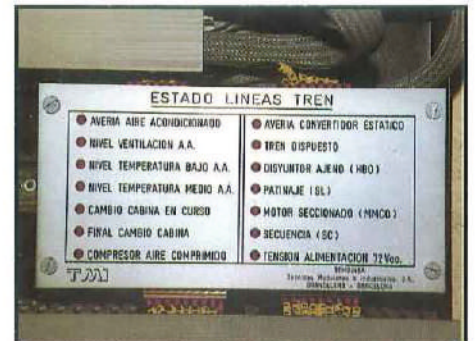 ESTADO LINEAS TREN
AVERIA AIRE ACONDICIONADO
NIVEL VENTILACION A.A.
NIVEL TEMPERATURA BAJO A.A.
NIVEL TEMPERATURA MEDIO A.A.
CAMBIO CABINA EN CURSO
FINAL CAMBIO CABINA
COMPRESOR AIRE COMPRIMIDO
AVERIA CONVERTIDOR ESTATICO
TREN DISPUESTO
DISYUNTOR AJENO (HBO)
PATINAJE (SL)
MOTOR SECCIONADO (MMCO)
SECUENCIA (SC)
TENSION ALIMENTACION 72Vcc.
TMI
BARCELONA